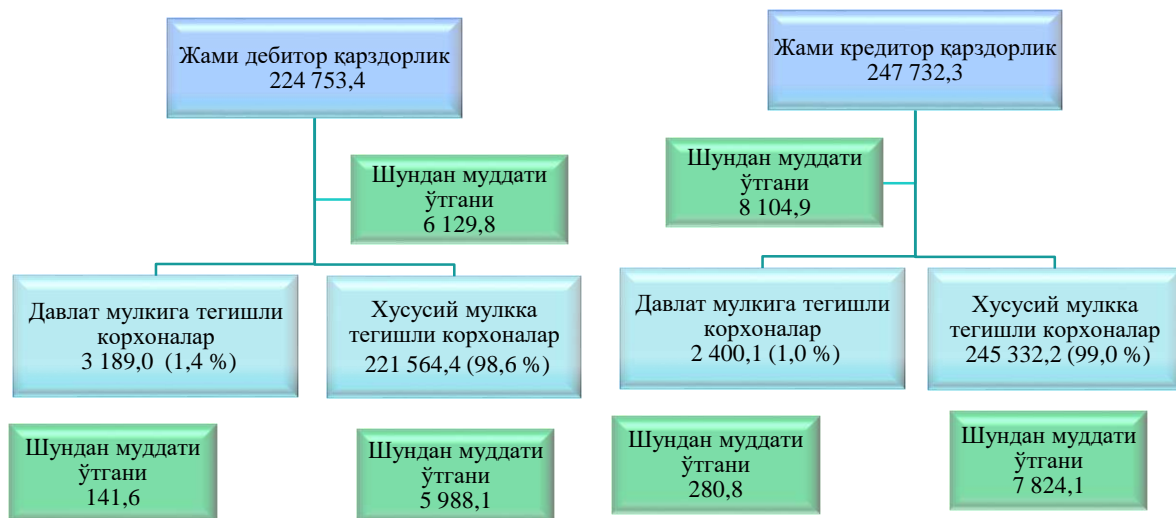 Жами дебитор қарздорлик
224 753,4
Шундан муддати
ўтгани
6 129,8
Давлат мулкига тегишли
корхоналар
3 189,0 (1,4 %)
Хусусий мулкка
тегишли корхоналар
221 564,4 (98,6 %)
Шундан муддати
ўтгани
141,6
Шундан муддати
ўтгани
5 988,1
Жами кредитор қарздорлик
247 732,3
Шундан муддати
ўтгани
8 104,9
Давлат мулкига тегишли
корхоналар
2 400,1 (1,0 %)
Хусусий мулкка
тегишли корхоналар
245 332,2 (99,0 %)
Шундан муддати
ўтгани
280,8
Шундан муддати
ўтгани
7 824,1